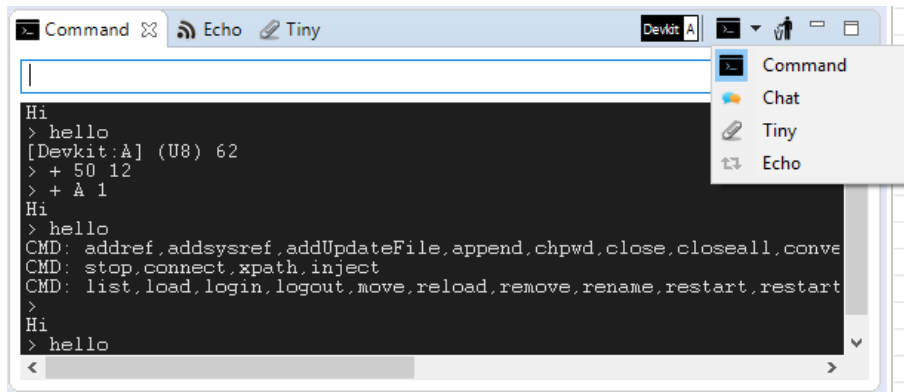 Command Echo Tiny Devkit A
Command
Chat
Tiny
Echo
Hi
> hello
[Devkit:A] (U8) 62
> + 50 12
> + A 1
Hi
> hello
CMD: addref,addsysref,addUpdateFile,append,chpwd,close,closeall,conve
CMD: stop,connect,xpath,inject
CMD: list,load,login,logout,move,reload,remove,rename,restart,restart
>
Hi
> hello